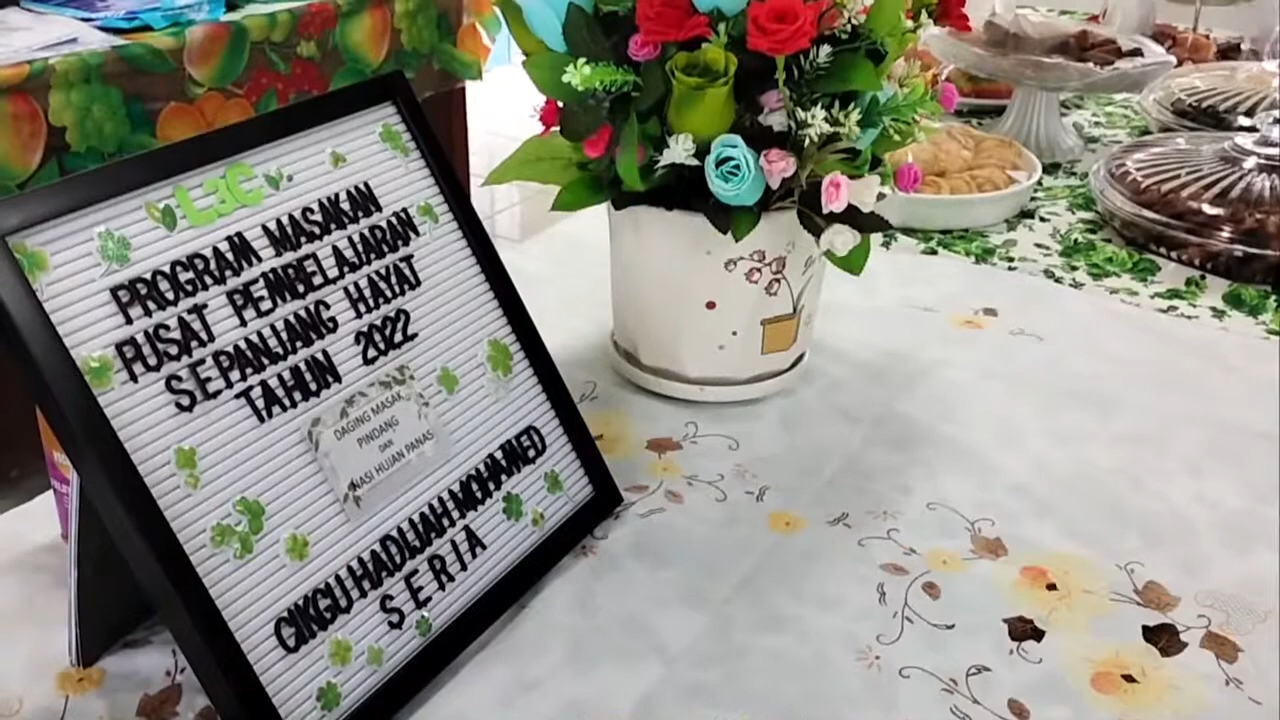 L3C
PROGRAM MASAKAN
PUSAT PEMBELAJARAN
SEPANJANG HAYAT
TAHUN 2022
DAGING MASAK
PINDANG
DAN
NASI HUJAN PANAS
CIKGU HADIJAH MOHAMED
SERIA